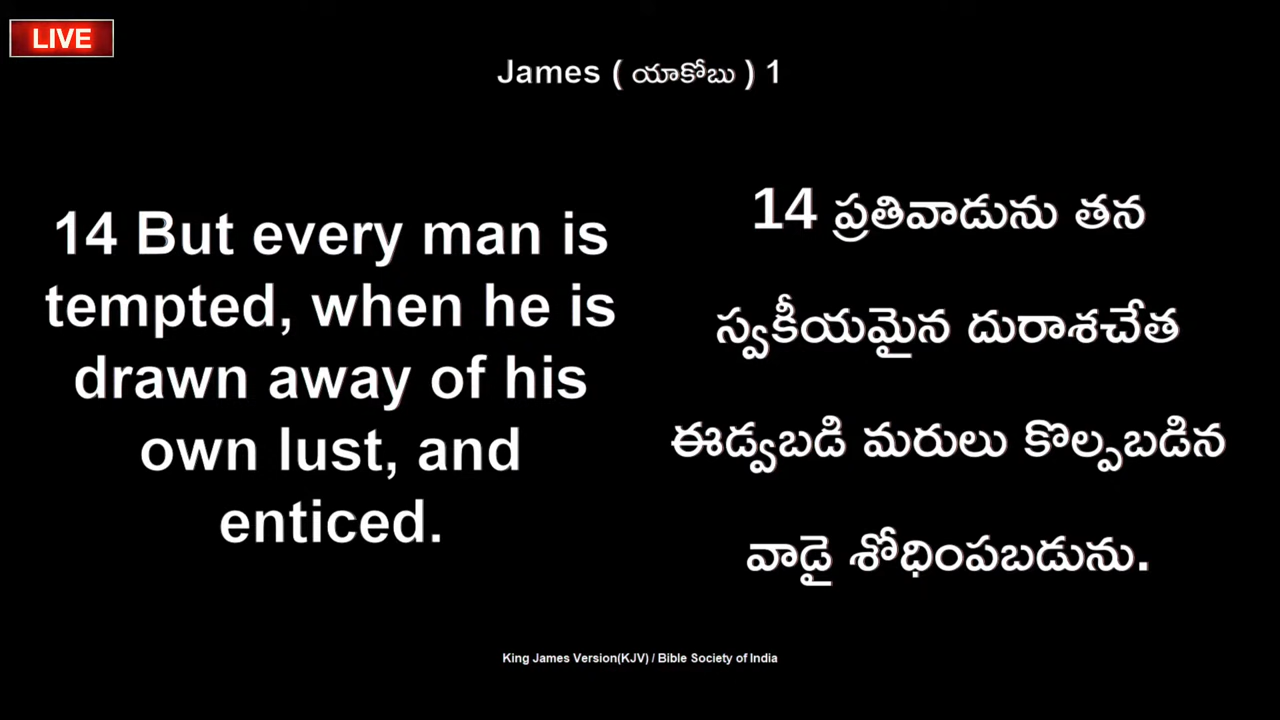 LIVE
James ( యాకోబు ) 1
14 But every man is
tempted, when he is
drawn away of his
own lust, and
enticed.
14 ప్రతివాడును తన
స్వకీయమైన దురాశచేత
ఈడ్వబడి మరులు కొల్పబడిన
వాడై శోధింపబడును.
King James Version(KJV) / Bible Society of India